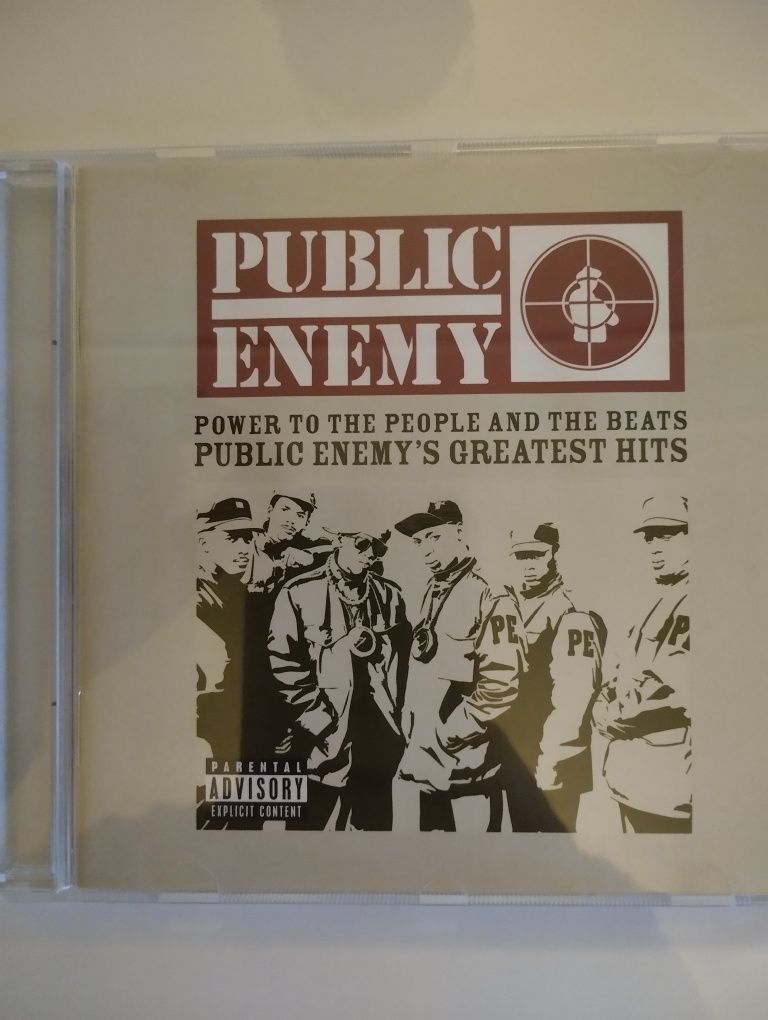 PUBLIC
ENEMY
POWER TO THE PEOPLE AND THE BEATS
PUBLIC ENEMY'S GREATEST HITS
PE
PE
P
PARENTAL
ADVISORY
EXPLICIT CONTENT